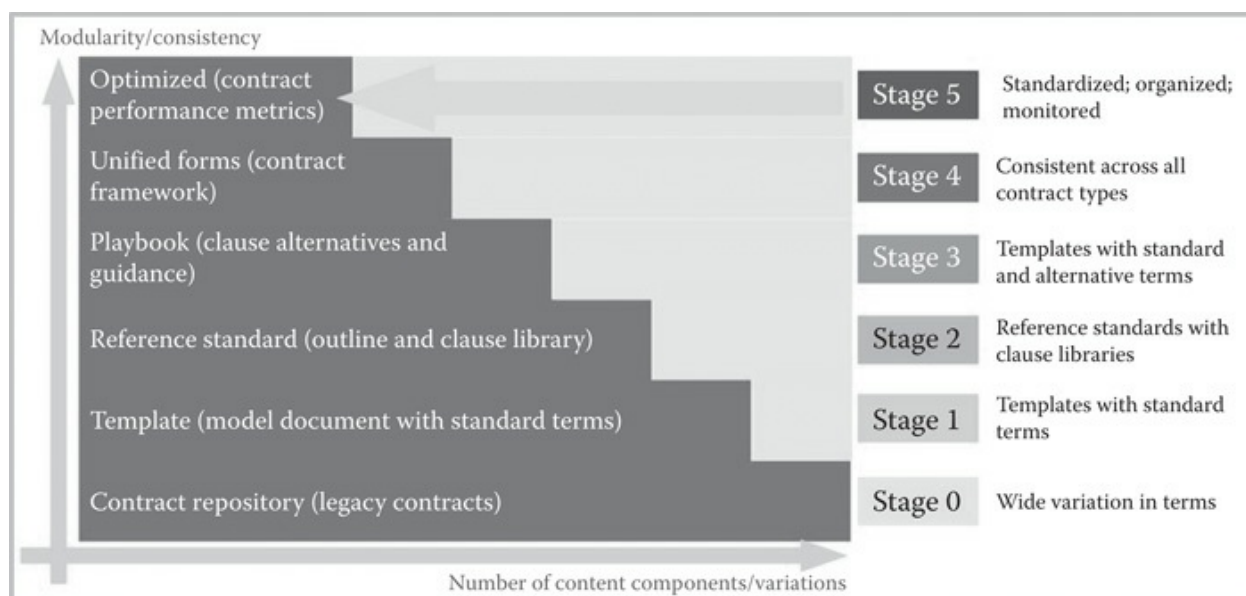 Modularity/consistency
Optimized (contract
performance metrics)
Stage 5
Standardized; organized;
monitored
Unified forms (contract
framework)
Stage 4
Consistent across all
contract types
Playbook (clause alternatives and
guidance)
Stage 3
Templates with standard
and alternative terms
Reference standard (outline and clause library)
Stage 2
Reference standards with
clause libraries
Template (model document with standard terms)
Stage 1
Templates with standard
terms
Contract repository (legacy contracts)
Stage 0
Wide variation in terms
Number of content components/variations